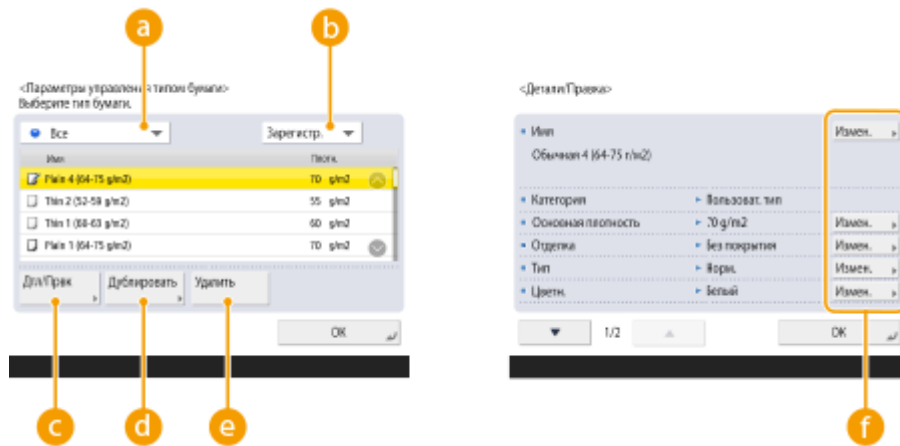 a
b
<Параметры управления типом бумаги>
Выберите тип бумаги.
Все
Зарегистр.
Имя
Плотн.
Plain 4 (64-75 g/m2) 70 g/m2
Thin 2 (52-59 g/m2) 55 g/m2
Thin 1 (60-63 g/m2) 60 g/m2
Plain 1 (64-75 g/m2) 70 g/m2
Дтл/Првк
Дублировать
Удалить
OK
c
d
e
<Детали/Правка>
Имя
Измен.
Обычная 4 (64-75 г/м2)
Категория
Пользоват. тип
Основная плотность
70 g/m2
Измен.
Отделка
Без покрытия
Измен.
Тип
Норм.
Измен.
Цветн.
Белый
Измен.
1/2
OK
f